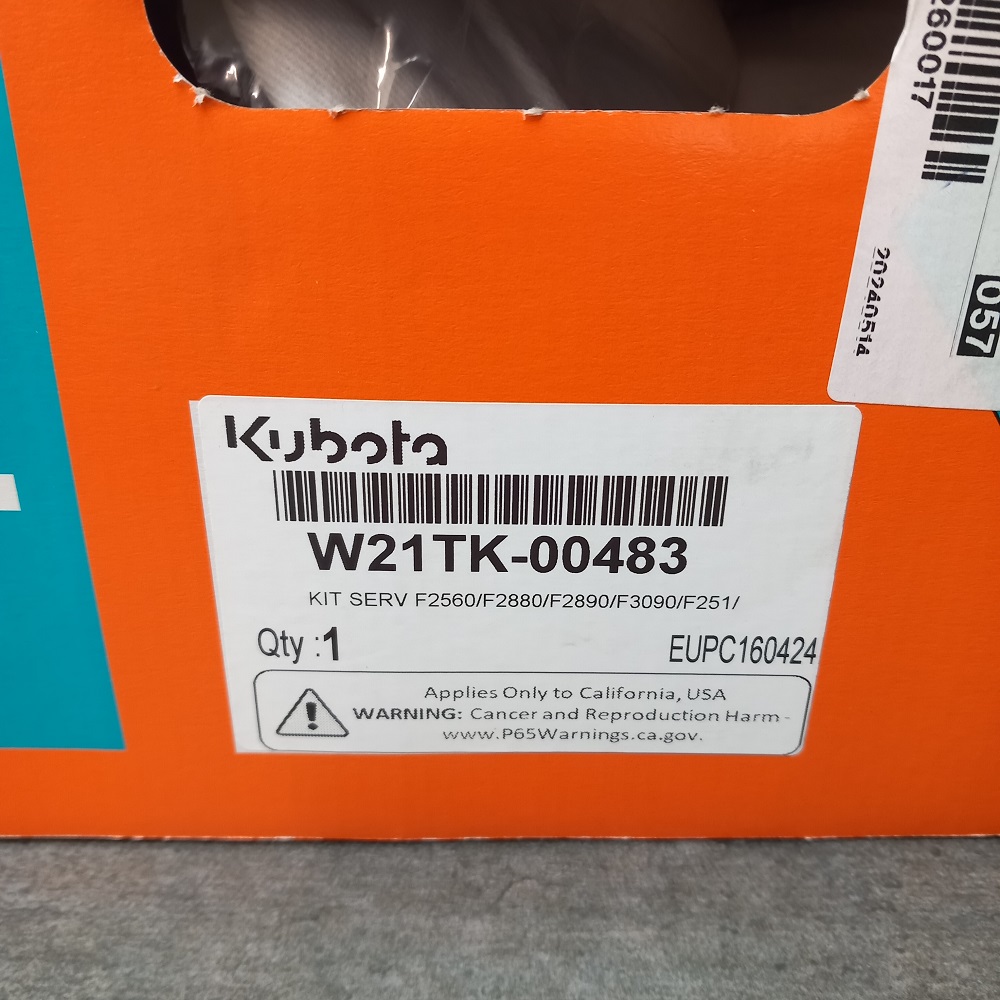 260017
20240514
057
Kubota
W21TK-00483
KIT SERV F2560/F2880/F2890/F3090/F251/
Qty :1
EUPC160424
Applies Only to California, USA
WARNING: Cancer and Reproduction Harm -
www.P65Warnings.ca.gov.